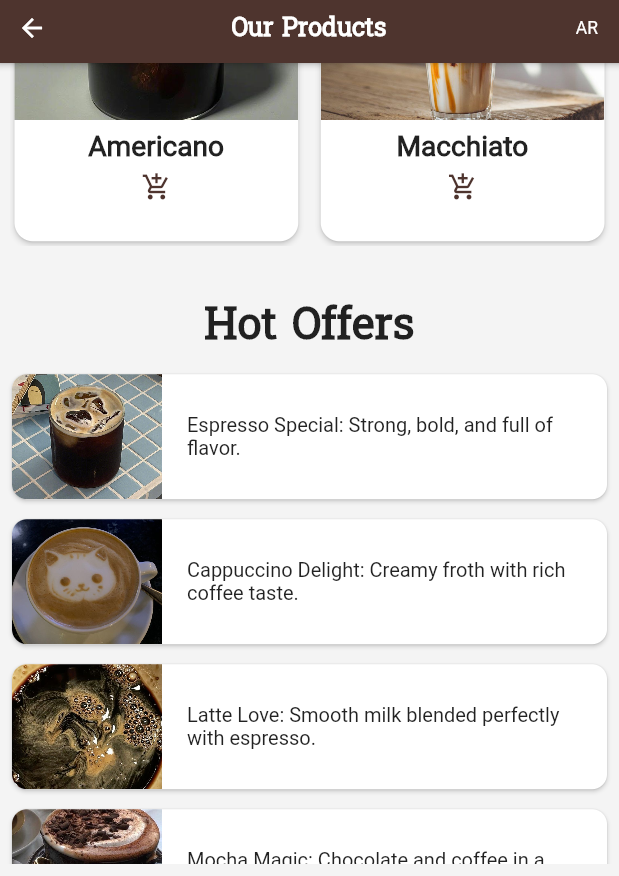 Our Products
AR
Americano
Macchiato
Hot Offers
Espresso Special: Strong, bold, and full of
flavor.
Cappuccino Delight: Creamy froth with rich
coffee taste.
Latte Love: Smooth milk blended perfectly
with espresso.
Mocha Magic: Chocolate and coffee in a